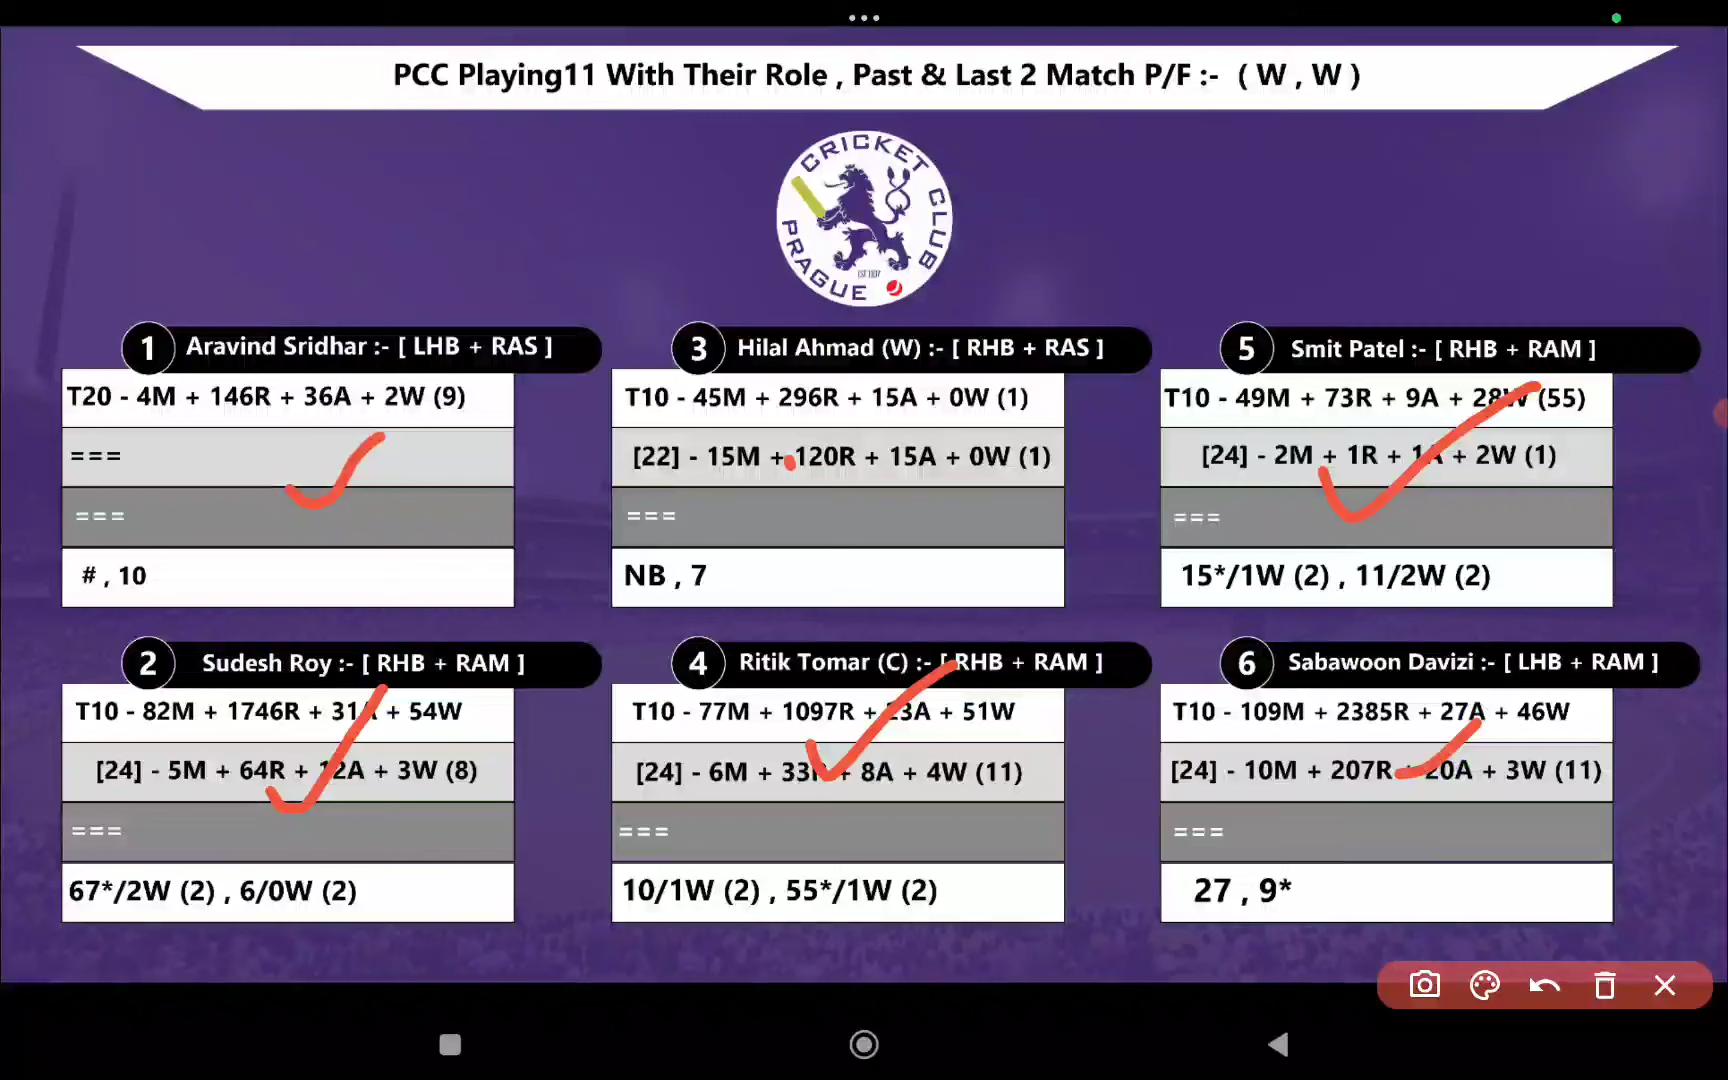 PCC Playing11 With Their Role , Past & Last 2 Match P/F :- ( W , W )
CRICKET CLUB
PRAGUE
1 Aravind Sridhar :- [ LHB + RAS ]
T20 - 4M + 146R + 36A + 2W (9)
===
===
# , 10
3 Hilal Ahmad (W) :- [ RHB + RAS ]
T10 - 45M + 296R + 15A + 0W (1)
[22] - 15M + 120R + 15A + 0W (1)
===
NB , 7
5 Smit Patel :- [ RHB + RAM ]
T10 - 49M + 73R + 9A + 28W (55)
[24] - 2M + 1R + 1A + 2W (1)
===
15*/1W (2) , 11/2W (2)
2 Sudesh Roy :- [ RHB + RAM ]
T10 - 82M + 1746R + 31A + 54W
[24] - 5M + 64R + 12A + 3W (8)
===
67*/2W (2) , 6/0W (2)
4 Ritik Tomar (C) :- [ RHB + RAM ]
T10 - 77M + 1097R + 23A + 51W
[24] - 6M + 33R + 8A + 4W (11)
===
10/1W (2) , 55*/1W (2)
6 Sabawoon Davizi :- [ LHB + RAM ]
T10 - 109M + 2385R + 27A + 46W
[24] - 10M + 207R + 20A + 3W (11)
===
27 , 9*